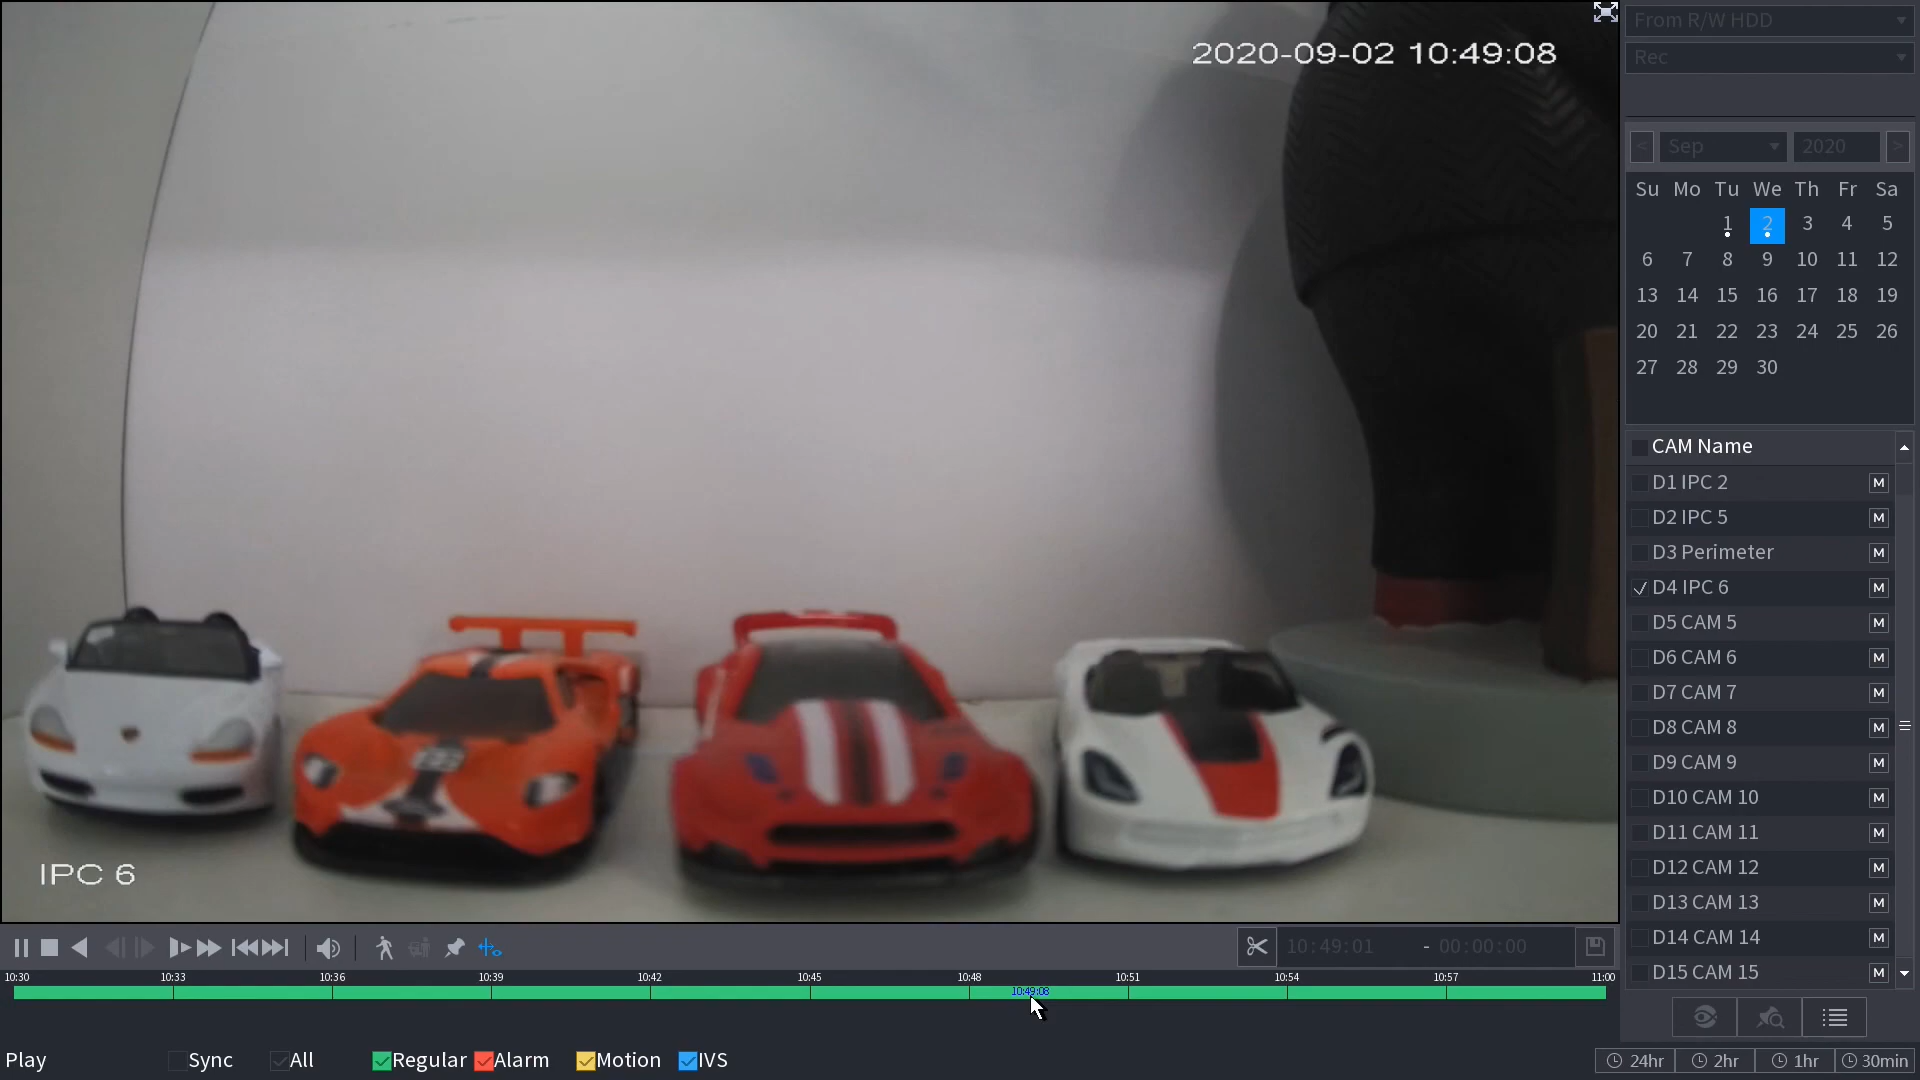 2020-09-02 10:49:08
IPC 6
From R/W HDD
Rec
< Sep 2020 >
Su Mo Tu We Th Fr Sa
1 2 3 4 5
6 7 8 9 10 11 12
13 14 15 16 17 18 19
20 21 22 23 24 25 26
27 28 29 30
CAM Name
D1 IPC 2 M
D2 IPC 5 M
D3 Perimeter M
D4 IPC 6 M
D5 CAM 5 M
D6 CAM 6 M
D7 CAM 7 M
D8 CAM 8 M
D9 CAM 9 M
D10 CAM 10 M
D11 CAM 11 M
D12 CAM 12 M
D13 CAM 13 M
D14 CAM 14 M
D15 CAM 15 M
10:49:01 - 00:00:00
10:30 10:33 10:36 10:39 10:42 10:45 10:48 10:51 10:54 10:57 11:00
10:49:08
Play Sync All Regular Alarm Motion IVS
24hr 2hr 1hr 30min